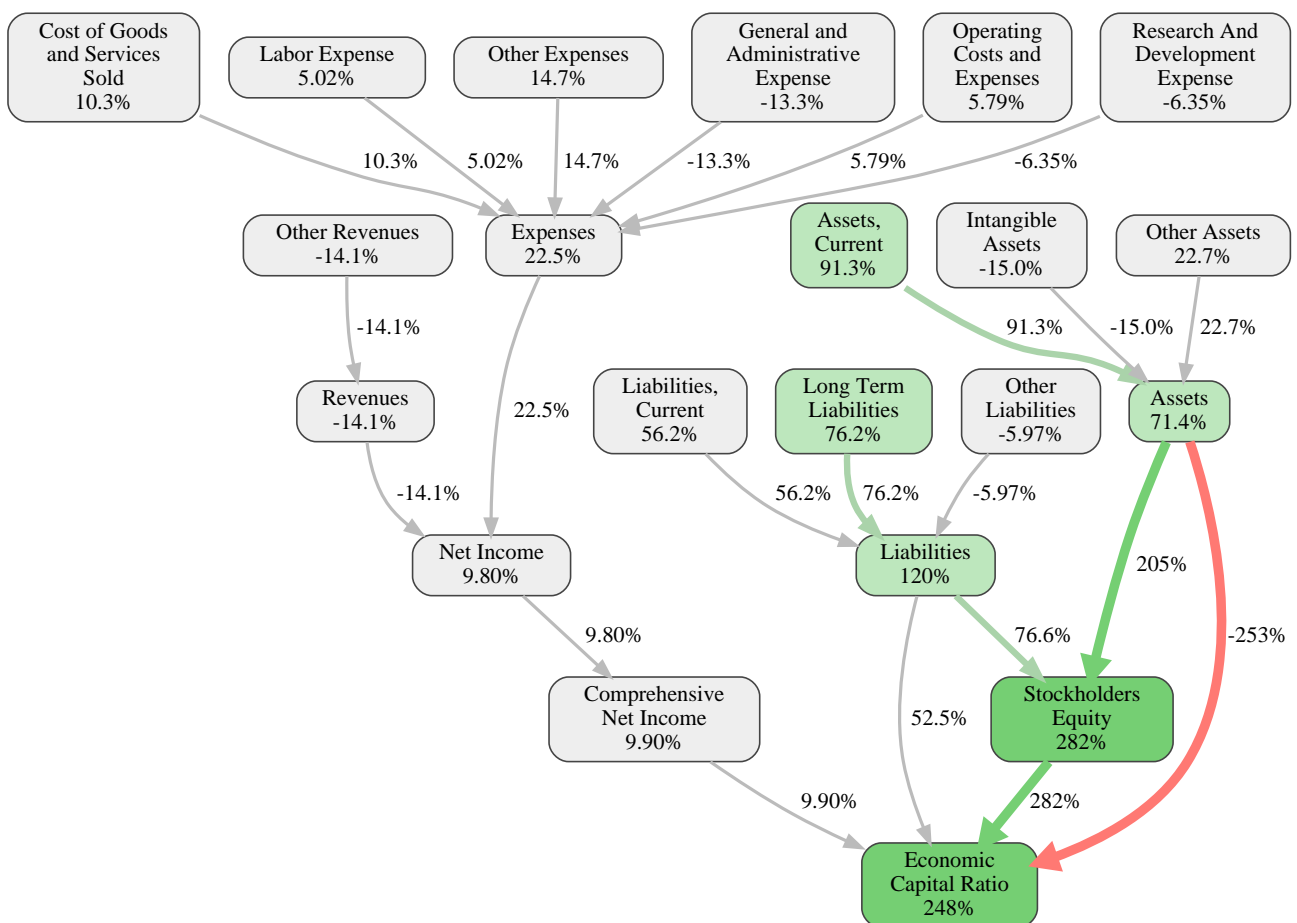 Cost of Goods
and Services
Sold
10.3%
Labor Expense
5.02%
Other Expenses
14.7%
General and
Administrative
Expense
-13.3%
Operating
Costs and
Expenses
5.79%
Research And
Development
Expense
-6.35%
10.3%
5.02%
14.7%
-13.3%
5.79%
-6.35%
Other Revenues
-14.1%
Expenses
22.5%
Assets,
Current
91.3%
Intangible
Assets
-15.0%
Other Assets
22.7%
-14.1%
91.3%
-15.0%
22.7%
Revenues
-14.1%
22.5%
Liabilities,
Current
56.2%
Long Term
Liabilities
76.2%
Other
Liabilities
-5.97%
Assets
71.4%
-14.1%
56.2%
76.2%
-5.97%
Net Income
9.80%
Liabilities
120%
205%
9.80%
76.6%
-253%
Comprehensive
Net Income
9.90%
52.5%
Stockholders
Equity
282%
9.90%
282%
Economic
Capital Ratio
248%